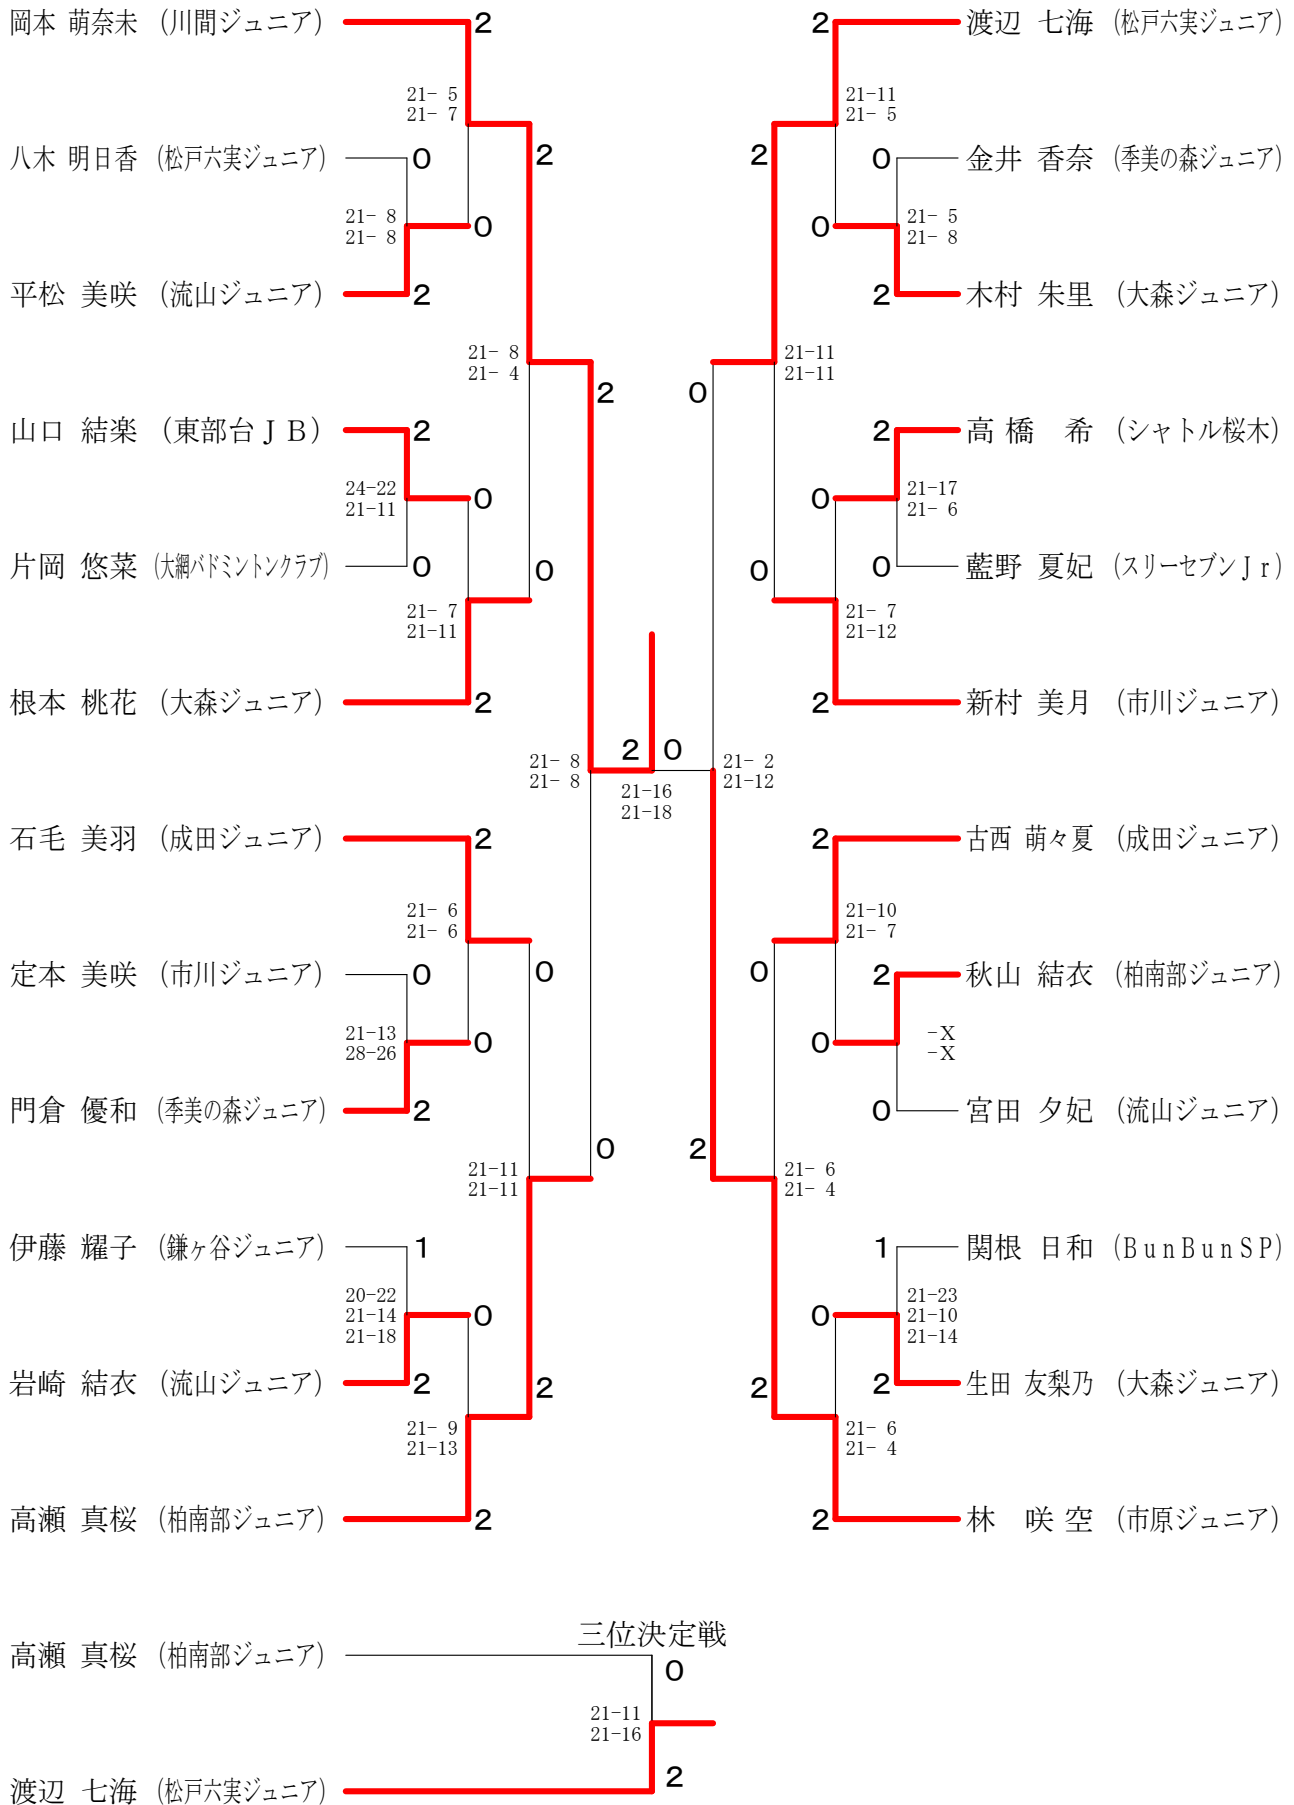 岡本 萌奈未 (川間ジュニア) 2
21- 5
21- 7
八木 明日香 (松戸六実ジュニア) 0
2
21- 8
21- 8
0
平松 美咲 (流山ジュニア) 2
21- 8
21- 4
2
山口 結楽 (東部台ＪＢ) 2
24-22
21-11
0
片岡 悠菜 (大網バドミントンクラブ) 0
0
21- 7
21-11
根本 桃花 (大森ジュニア) 2
21- 8
21- 8
石毛 美羽 (成田ジュニア) 2
21- 6
21- 6
定本 美咲 (市川ジュニア) 0
0
21-13
28-26
0
門倉 優和 (季美の森ジュニア) 2
0
21-11
21-11
伊藤 耀子 (鎌ヶ谷ジュニア) 1
20-22
21-14
21-18
0
岩崎 結衣 (流山ジュニア) 2
2
21- 9
21-13
高瀬 真桜 (柏南部ジュニア) 2
2 0
21-16
21-18
2 渡辺 七海 (松戸六実ジュニア)
21-11
21- 5
2
0 金井 香奈 (季美の森ジュニア)
0
21- 5
21- 8
2 木村 朱里 (大森ジュニア)
21-11
21-11
0
2 高橋 希 (シャトル桜木)
0
21-17
21- 6
0 藍野 夏妃 (スリーセブンＪｒ)
0
21- 7
21-12
2 新村 美月 (市川ジュニア)
21- 2
21-12
2 古西 萌々夏 (成田ジュニア)
21-10
21- 7
0
2 秋山 結衣 (柏南部ジュニア)
0
-X
-X
0 宮田 夕妃 (流山ジュニア)
2
21- 6
21- 4
1 関根 日和 (BunBunSP)
0
21-23
21-10
21-14
2
2 生田 友梨乃 (大森ジュニア)
21- 6
21- 4
2 林 咲空 (市原ジュニア)
三位決定戦
高瀬 真桜 (柏南部ジュニア) 0
21-11
21-16
渡辺 七海 (松戸六実ジュニア) 2